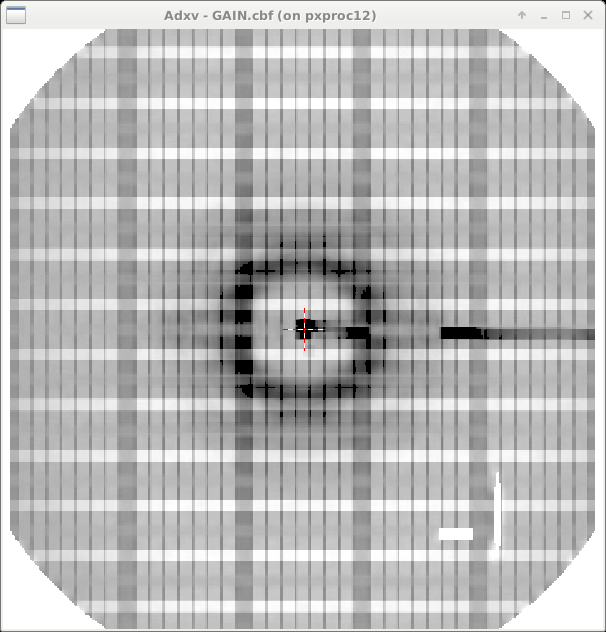 Adxv - GAIN.cbf (on pxproc12)